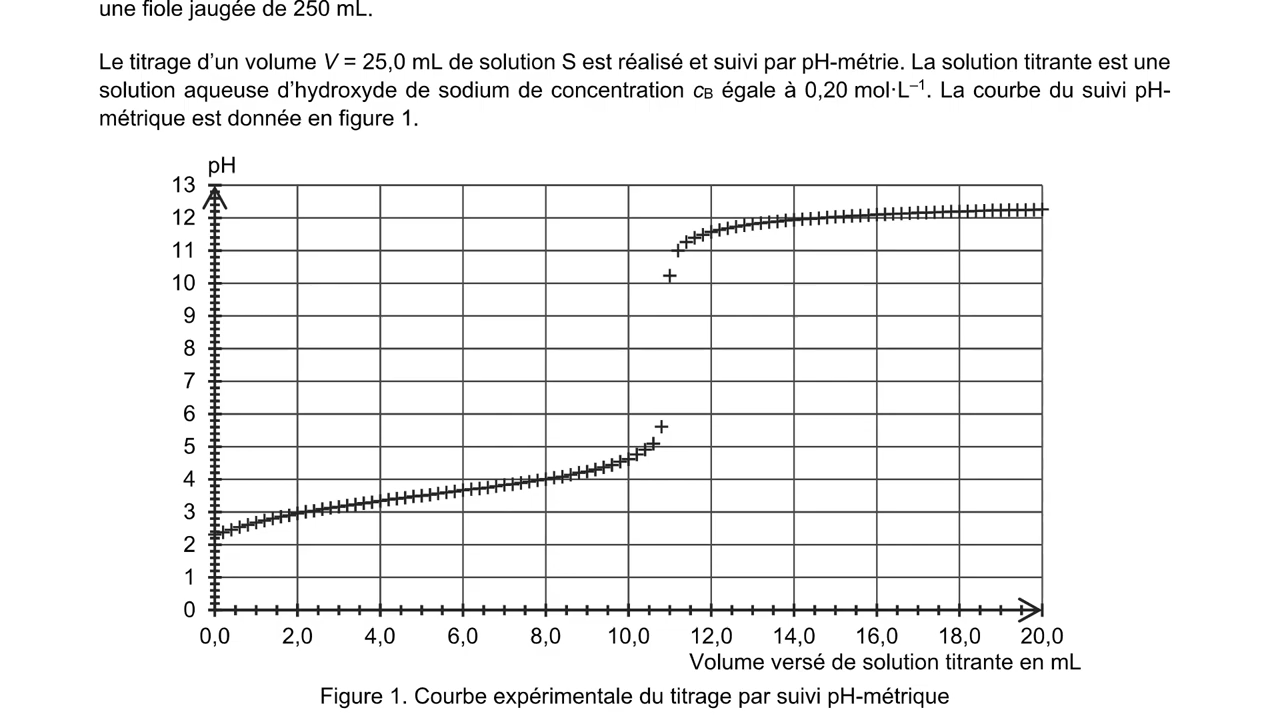 une fiole jaugée de 250 mL.
Le titrage d’un volume V = 25,0 mL de solution S est réalisé et suivi par pH-métrie. La solution titrante est une
solution aqueuse d’hydroxyde de sodium de concentration cB égale à 0,20 mol·L–1. La courbe du suivi pH-
métrique est donnée en figure 1.
pH
13
12
11
10
9
8
7
6
5
4
3
2
1
0
0,0 2,0 4,0 6,0 8,0 10,0 12,0 14,0 16,0 18,0 20,0
Volume versé de solution titrante en mL
Figure 1. Courbe expérimentale du titrage par suivi pH-métrique